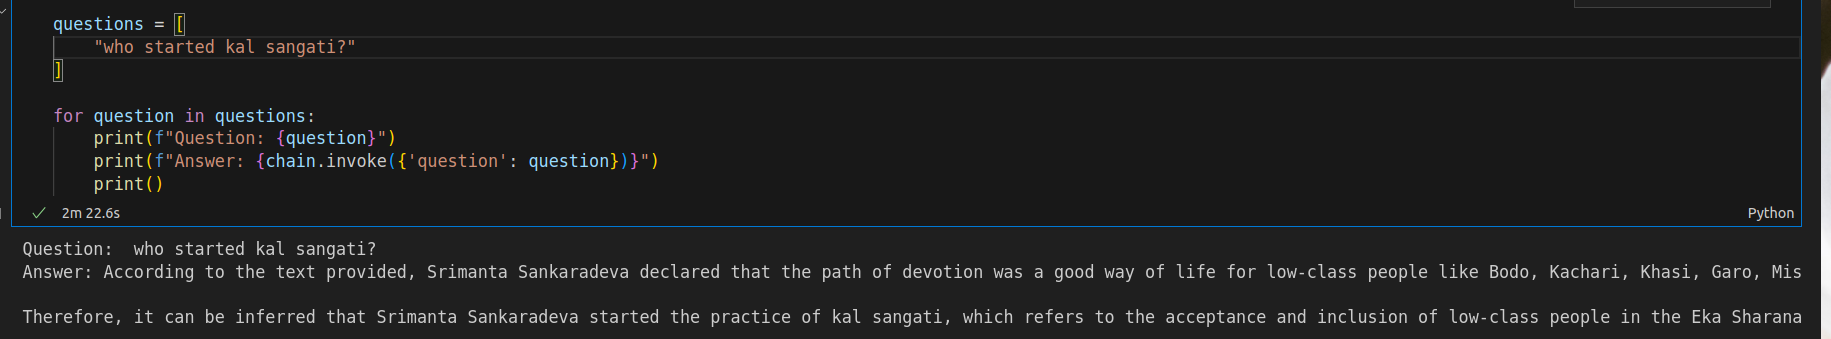 questions = [
    "who started kal sangati?"
]
for question in questions:
    print(f"Question: {question}")
    print(f"Answer: {chain.invoke({'question': question})}")
    print()
2m 22.6s
Python
Question:  who started kal sangati?
Answer: According to the text provided, Srimanta Sankaradeva declared that the path of devotion was a good way of life for low-class people like Bodo, Kachari, Khasi, Garo, Mis
Therefore, it can be inferred that Srimanta Sankaradeva started the practice of kal sangati, which refers to the acceptance and inclusion of low-class people in the Eka Sharana